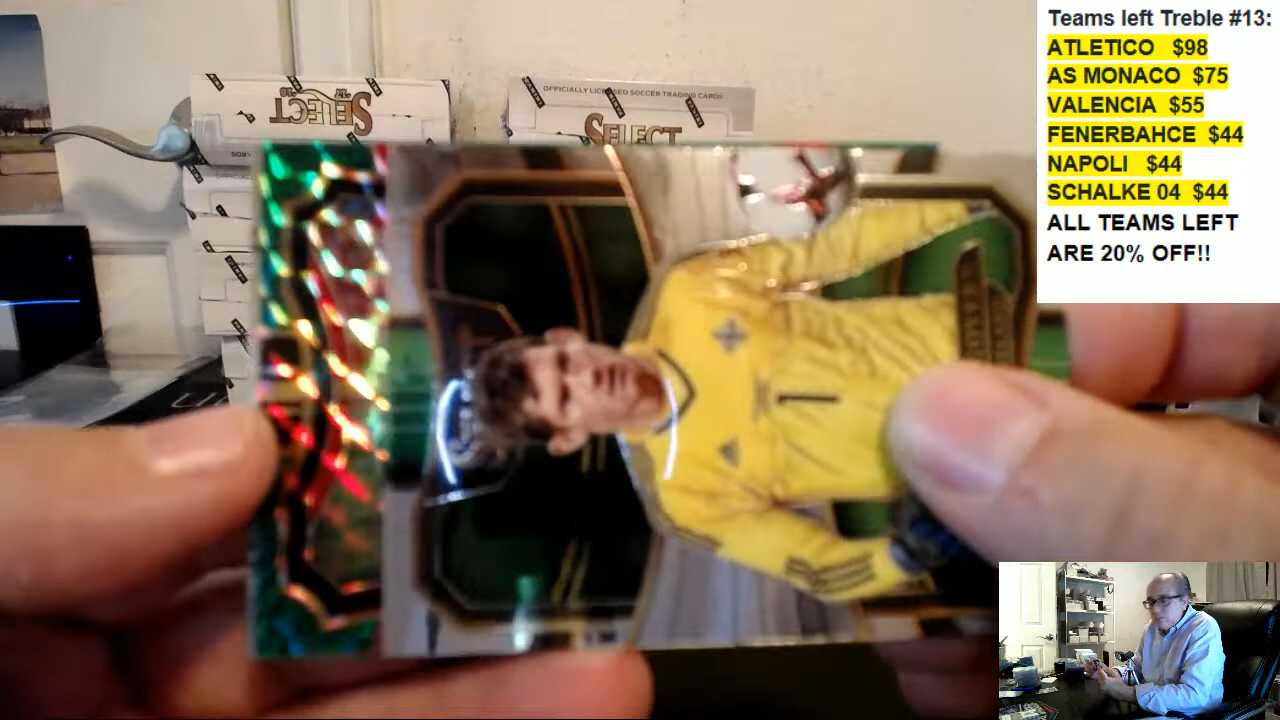 Teams left Treble #13:
ATLETICO $98
AS MONACO $75
VALENCIA $55
FENERBAHCE $44
NAPOLI $44
SCHALKE 04 $44
ALL TEAMS LEFT
ARE 20% OFF!!
SELECT
OFFICIALLY LICENSED SOCCER TRADING CARDS
SELECT
1